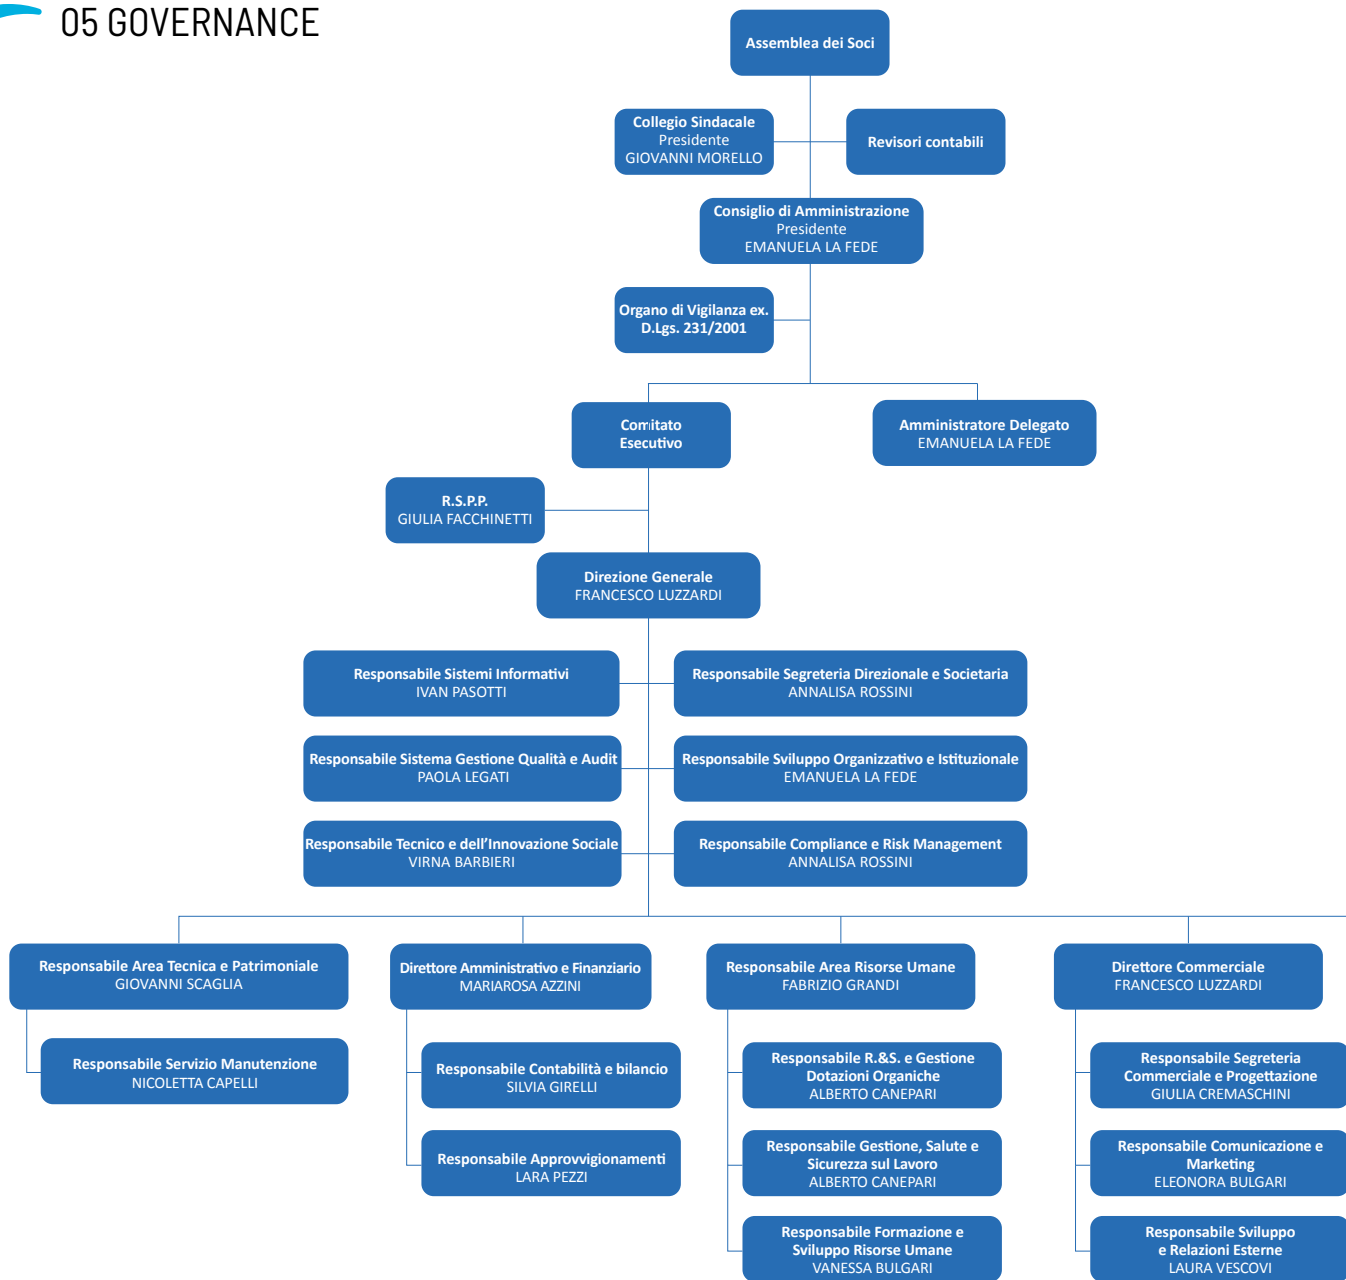 05 GOVERNANCE
Assemblea dei Soci
Collegio Sindacale
Presidente
GIOVANNI MORELLO
Revisori contabili
Consiglio di Amministrazione
Presidente
EMANUELA LA FEDE
Organo di Vigilanza ex.
D.Lgs. 231/2001
Comitato
Esecutivo
Amministratore Delegato
EMANUELA LA FEDE
R.S.P.P.
GIULIA FACCHINETTI
Direzione Generale
FRANCESCO LUZZARDI
Responsabile Sistemi Informativi
IVAN PASOTTI
Responsabile Segreteria Direzionale e Societaria
ANNALISA ROSSINI
Responsabile Sistema Gestione Qualità e Audit
PAOLA LEGATI
Responsabile Sviluppo Organizzativo e Istituzionale
EMANUELA LA FEDE
Responsabile Tecnico e dell'Innovazione Sociale
VIRNA BARBIERI
Responsabile Compliance e Risk Management
ANNALISA ROSSINI
Responsabile Area Tecnica e Patrimoniale
GIOVANNI SCAGLIA
Responsabile Servizio Manutenzione
NICOLETTA CAPELLI
Direttore Amministrativo e Finanziario
MARIAROSA AZZINI
Responsabile Contabilità e bilancio
SILVIA GIRELLI
Responsabile Approvvigionamenti
LARA PEZZI
Responsabile Area Risorse Umane
FABRIZIO GRANDI
Responsabile R.&S. e Gestione
Dotazioni Organiche
ALBERTO CANEPARI
Responsabile Gestione, Salute e
Sicurezza sul Lavoro
ALBERTO CANEPARI
Responsabile Formazione e
Sviluppo Risorse Umane
VANESSA BULGARI
Direttore Commerciale
FRANCESCO LUZZARDI
Responsabile Segreteria
Commerciale e Progettazione
GIULIA CREMASCHINI
Responsabile Comunicazione e
Marketing
ELEONORA BULGARI
Responsabile Sviluppo
e Relazioni Esterne
LAURA VESCOVI